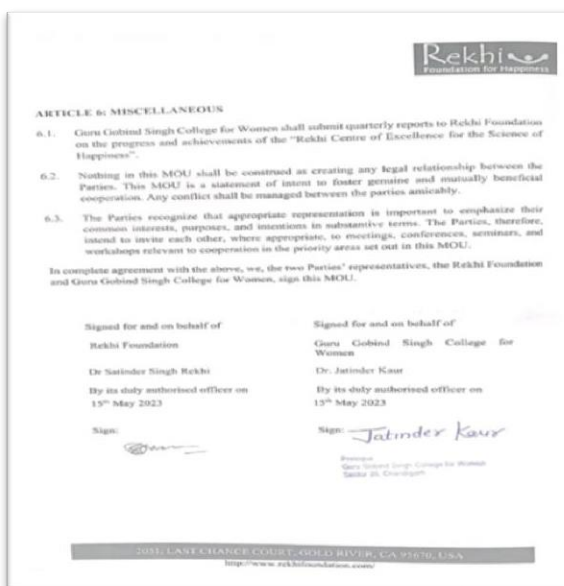 Rekhi
Foundation for Happiness
ARTICLE 6: MISCELLANEOUS
6.1. Guru Gobind Singh College for Women shall submit quarterly reports to Rekhi Foundation
on the progress and achievements of the "Rekhi Centre of Excellence for the Science of
Happiness".
6.2. Nothing in this MOU shall be construed as creating any legal relationship between the
Parties. This MOU is a statement of intent to foster genuine and mutually beneficial
cooperation. Any conflict shall be managed between the parties amicably.
6.3. The Parties recognize that appropriate representation is important to emphasize their
common interests, purposes, and intentions in substantive terms. The Parties, therefore,
intend to invite each other, where appropriate, to meetings, conferences, seminars, and
workshops relevant to cooperation in the priority areas set out in this MOU.
In complete agreement with the above, we, the two Parties' representatives, the Rekhi Foundation
and Guru Gobind Singh College for Women, sign this MOU.
Signed for and on behalf of
Rekhi Foundation
Dr Satinder Singh Rekhi
By its duly authorised officer on
15th May 2023
Sign:
Signed for and on behalf of
Guru Gobind Singh College for
Women
Dr. Jatinder Kaur
By its duly authorised officer on
15th May 2023
Sign: Jatinder Kaur
Principal
Guru Gobind Singh College for Women
Sector 26, Chandigarh
2051, LAST CHANCE COURT, GOLD RIVER, CA 95670, USA
http://www.rekhifoundation.com/